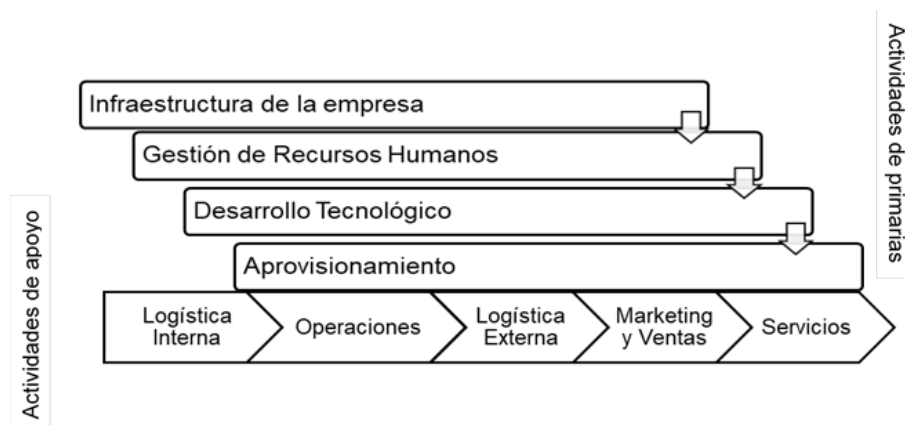 Infraestructura de la empresa
Gestión de Recursos Humanos
Desarrollo Tecnológico
Aprovisionamiento
Logística
Interna
Operaciones
Logística
Externa
Marketing
y Ventas
Servicios
Actividades de apoyo
Actividades de primarias